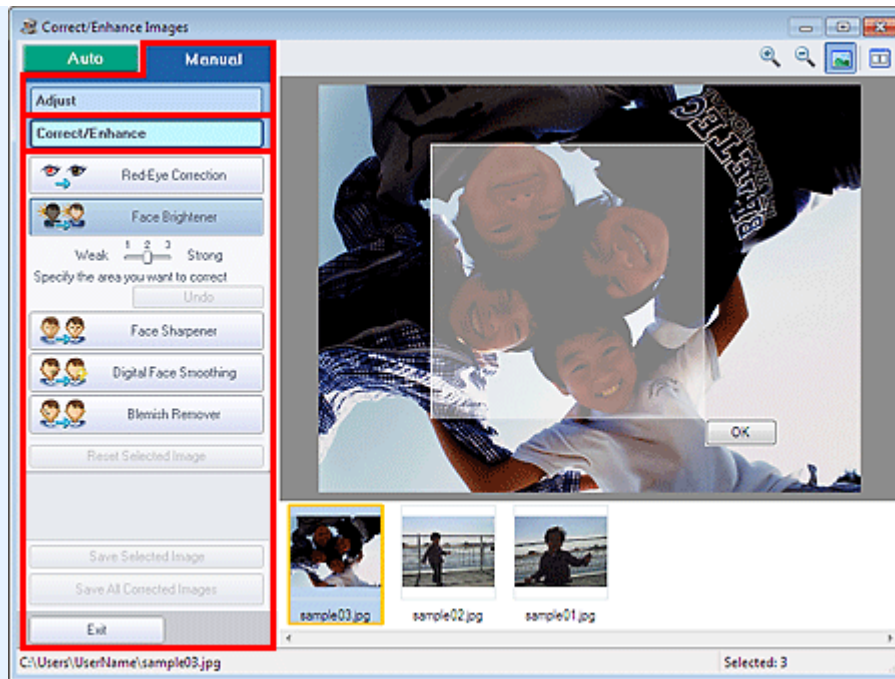 Correct/Enhance Images
Auto
Manual
Adjust
Correct/Enhance
Red-Eye Correction
Face Brightener
1 2 3
Weak Strong
Specify the area you want to correct
Undo
Face Sharpener
Digital Face Smoothing
Blemish Remover
Reset Selected Image
Save Selected Image
Save All Corrected Images
Exit
OK
sample03.jpg
sample02.jpg
sample01.jpg
C:\Users\UserName\sample03.jpg
Selected: 3